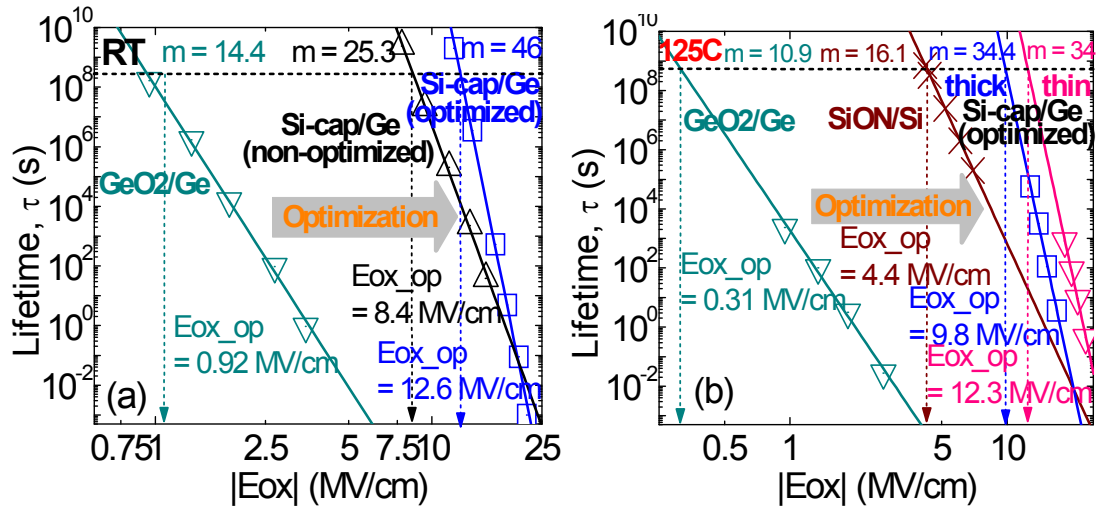 10^10
10^8
10^6
10^4
10^2
10^0
10^-2
Lifetime, τ (s)
RT
m = 14.4
m = 25.3
m = 46
Si-cap/Ge
(optimized)
Si-cap/Ge
(non-optimized)
GeO2/Ge
Optimization
Eox_op
= 8.4 MV/cm
Eox_op
= 0.92 MV/cm
Eox_op
= 12.6 MV/cm
(a)
0.75 1 2.5 5 7.5 10 25
|Eox| (MV/cm)
10^10
10^8
10^6
10^4
10^2
10^0
10^-2
Lifetime, τ (s)
125C
m = 10.9
m = 16.1
m = 34.4
m = 34
thick
thin
GeO2/Ge
SiON/Si
Si-cap/Ge
(optimized)
Optimization
Eox_op
= 0.31 MV/cm
Eox_op
= 4.4 MV/cm
Eox_op
= 9.8 MV/cm
Eox_op
= 12.3 MV/cm
(b)
0.5 1 5 10
|Eox| (MV/cm)